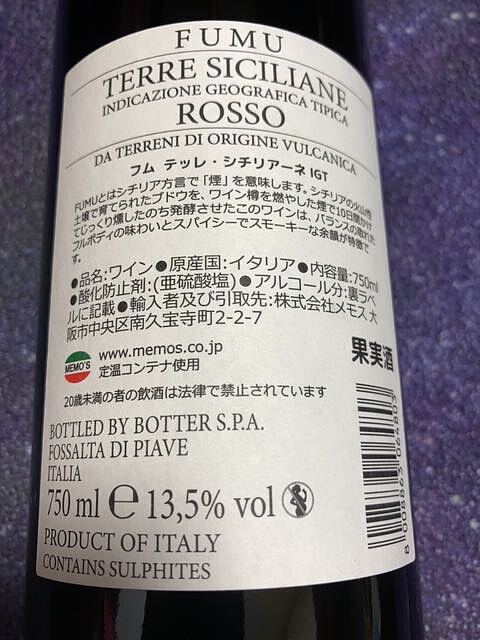 FUMU
TERRE SICILIANE
INDICAZIONE GEOGRAFICA TIPICA
ROSSO
DA TERRENI DI ORIGINE VULCANICA
フム テッレ・シチリアーネ IGT
FUMUとはシチリア方言で「煙」を意味します。シチリアの火山性
土壌で育てられたブドウを、ワイン樽を燃やした煙で10日間かけ
てじっくり燻したのち発酵させたこのワインは、バランスの取れた
フルボディの味わいとスパイシーでスモーキーな余韻が特徴で
す。
●品名:ワイン●原産国:イタリア●内容量:750ml
●酸化防止剤:(亜硫酸塩)●アルコール分:裏ラベ
ルに記載●輸入者及び引取先:株式会社メモス 大
阪市中央区南久宝寺町2-2-7
MEMO'S
www.memos.co.jp
定温コンテナ使用
果実酒
20歳未満の者の飲酒は法律で禁止されています
BOTTLED BY BOTTER S.P.A.
FOSSALTA DI PIAVE
ITALIA
750 ml ℮ 13,5% vol
PRODUCT OF ITALY
CONTAINS SULPHITES
8 008863 064803